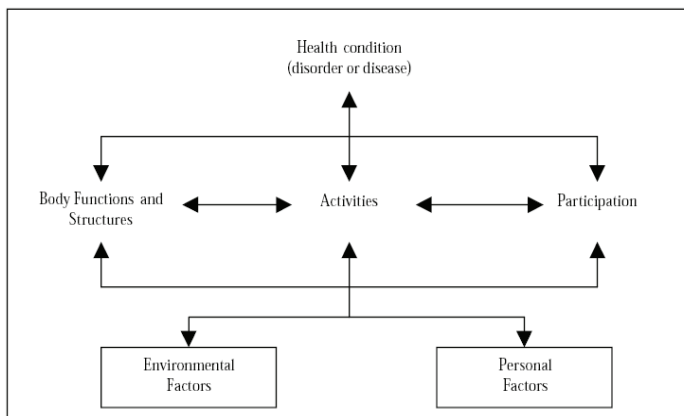 Health condition
(disorder or disease)
Body Functions and
Structures
Activities
Participation
Environmental
Factors
Personal
Factors